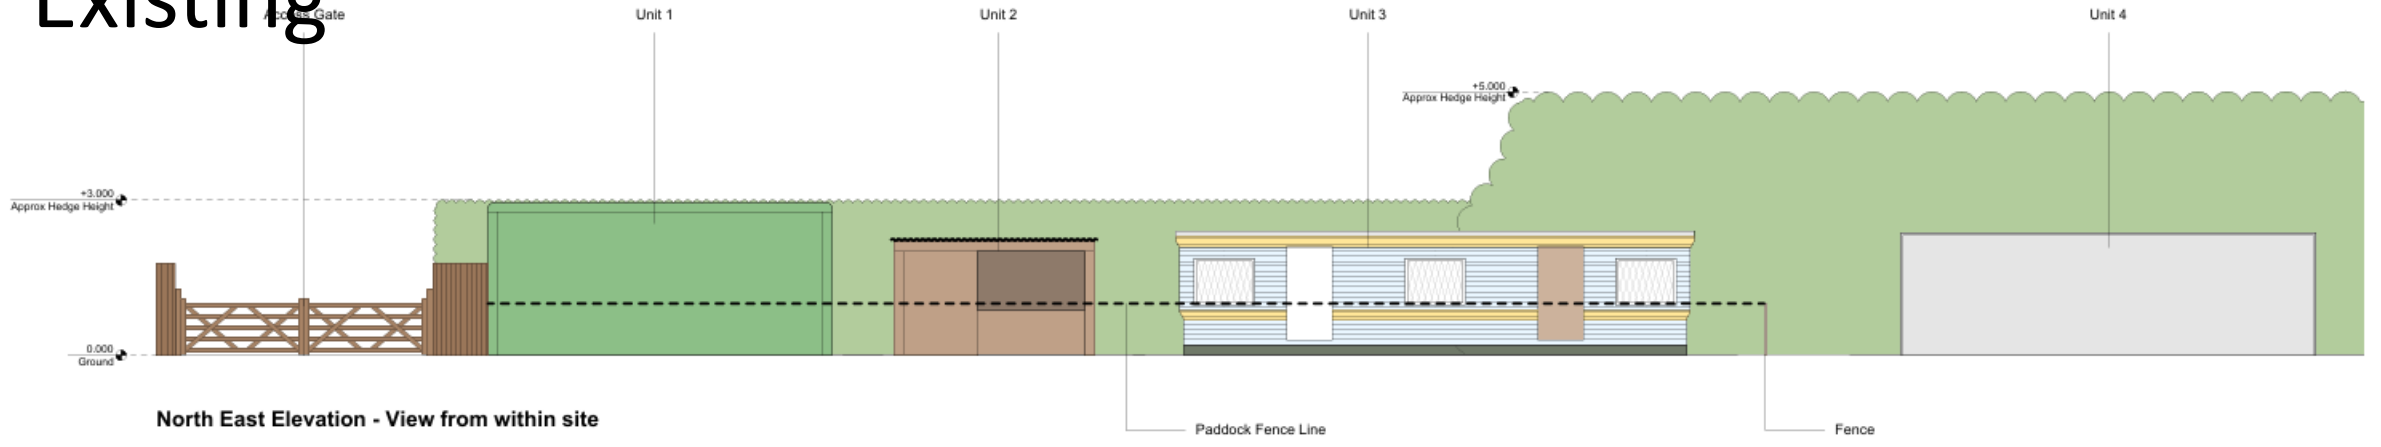 Existing
Access Gate
Unit 1
Unit 2
Unit 3
Unit 4
+5.000
Approx Hedge Height
+3.000
Approx Hedge Height
0.000
Ground
North East Elevation - View from within site
Paddock Fence Line
Fence